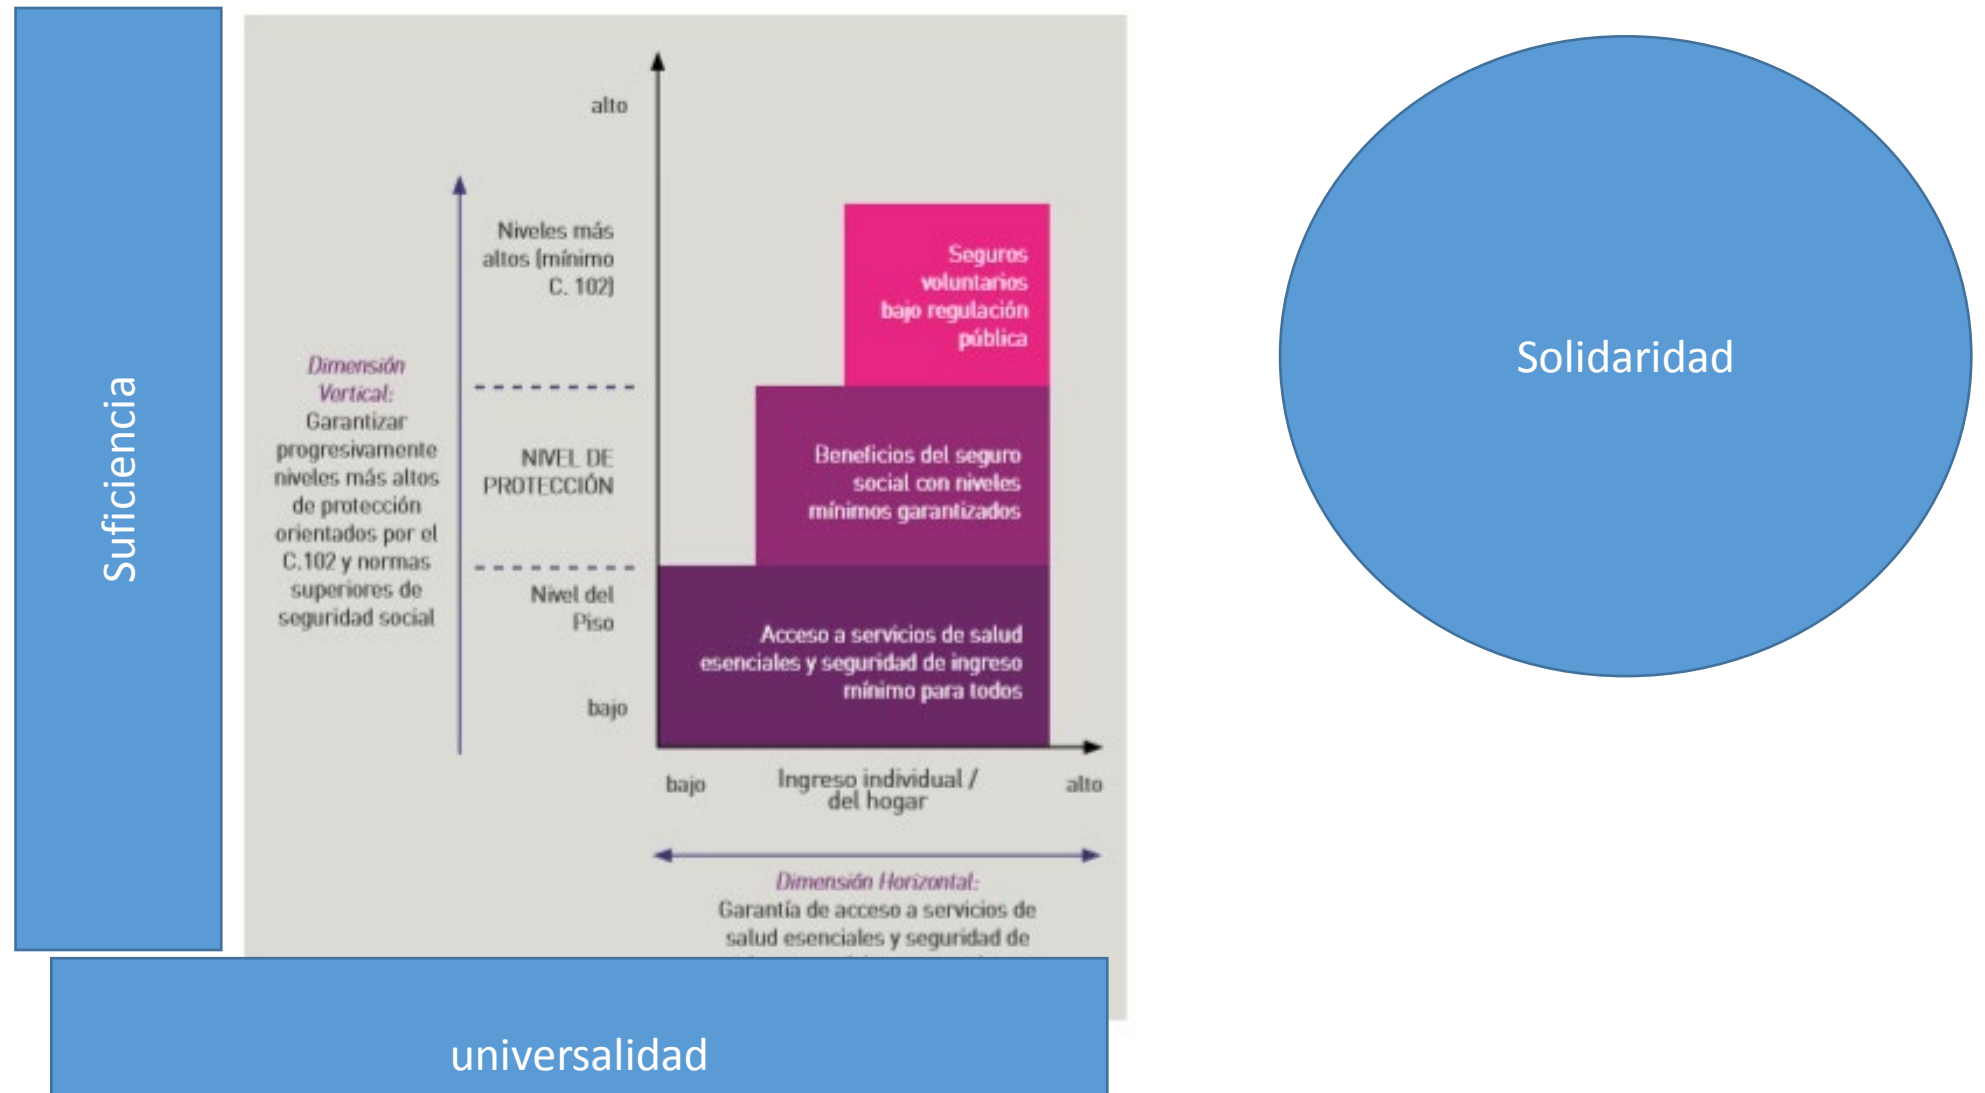 Suficiencia
alto
Niveles más
altos (mínimo
C. 102)
Dimensión
Vertical:
Garantizar
progresivamente
niveles más altos
de protección
orientados por el
C.102 y normas
superiores de
seguridad social
NIVEL DE
PROTECCIÓN
Nivel del
Piso
bajo
Seguros
voluntarios
bajo regulación
pública
Beneficios del seguro
social con niveles
mínimos garantizados
Acceso a servicios de salud
esenciales y seguridad de ingreso
mínimo para todos
bajo
Ingreso individual /
del hogar
alto
Dimensión Horizontal:
Garantía de acceso a servicios de
salud esenciales y seguridad de
universalidad
Solidaridad